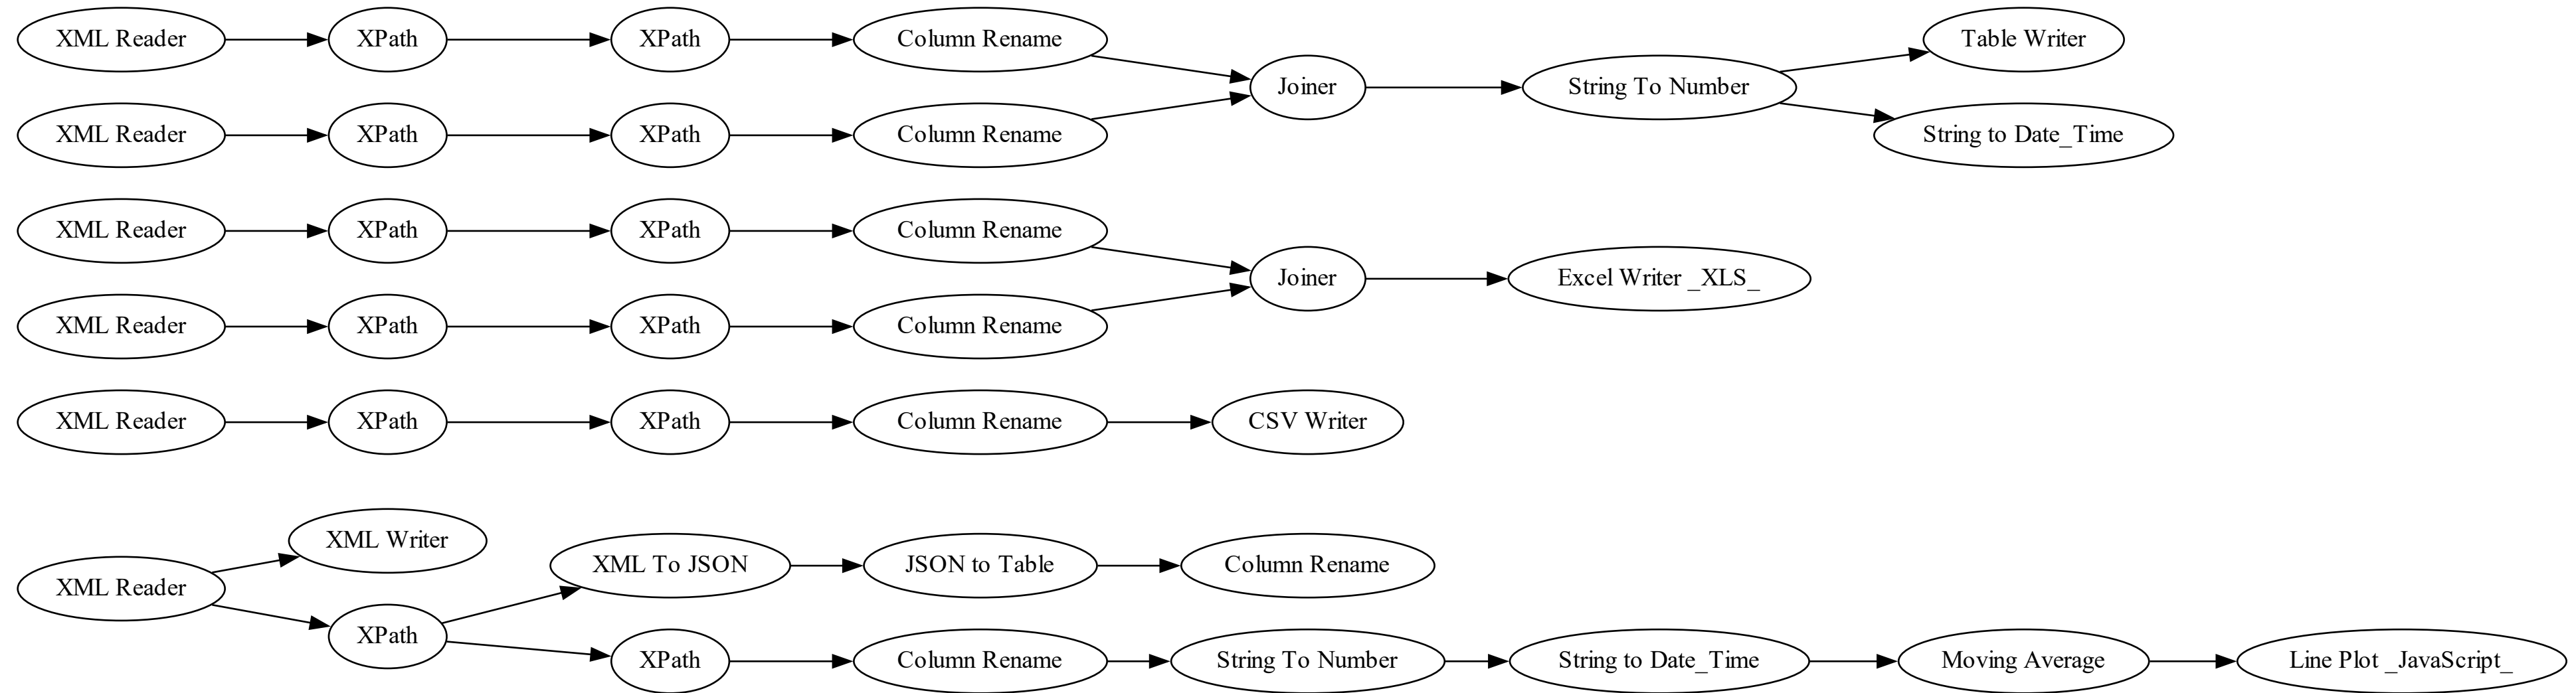 XML Reader
XPath
XPath
Column Rename
Joiner
String To Number
Table Writer
XML Reader
XPath
XPath
Column Rename
String to Date_Time
XML Reader
XPath
XPath
Column Rename
Joiner
Excel Writer _XLS_
XML Reader
XPath
XPath
Column Rename
XML Reader
XPath
XPath
Column Rename
CSV Writer
XML Reader
XML Writer
XML To JSON
JSON to Table
Column Rename
XPath
XPath
Column Rename
String To Number
String to Date_Time
Moving Average
Line Plot _JavaScript_